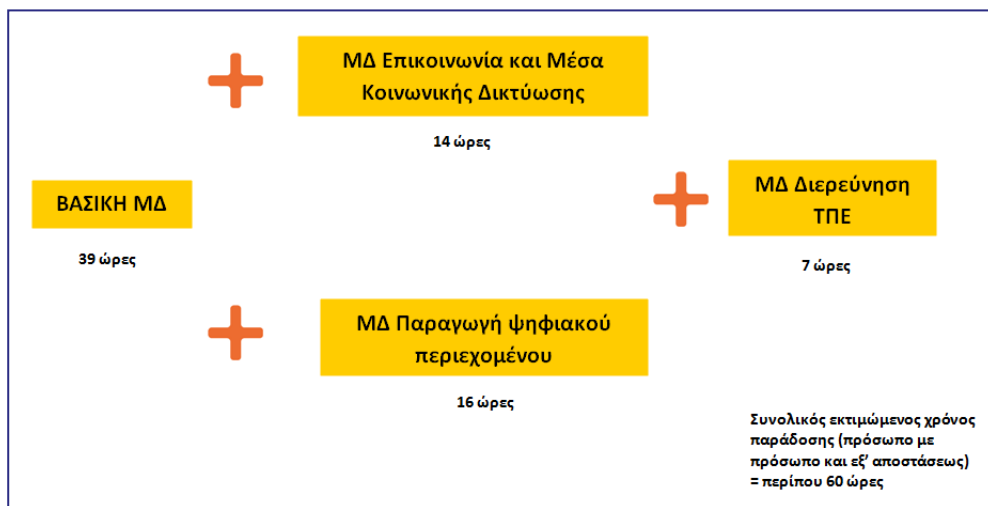 ΜΔ Επικοινωνία και Μέσα
Κοινωνικής Δικτύωσης
14 ώρες
ΒΑΣΙΚΗ ΜΔ
39 ώρες
ΜΔ Διερεύνηση
ΤΠΕ
7 ώρες
ΜΔ Παραγωγή ψηφιακού
περιεχομένου
16 ώρες
Συνολικός εκτιμώμενος χρόνος
παράδοσης (πρόσωπο με
πρόσωπο και εξ’ αποστάσεως)
= περίπου 60 ώρες